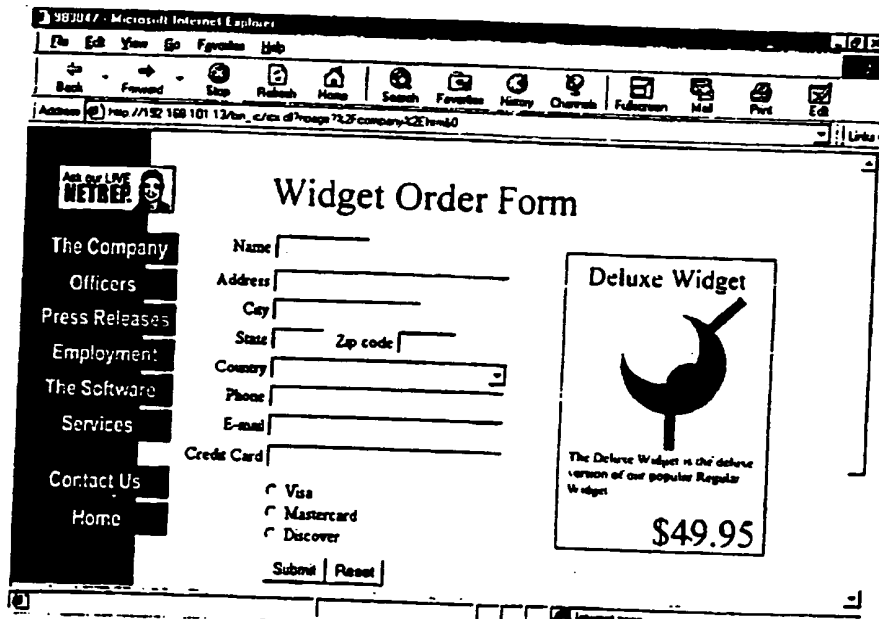 983047 - Microsoft Internet Explorer
File Edit View Go Favorites Help
Back Forward Stop Refresh Home Search Favorites History Channels Fullscreen Mail Print Edit
Address Links
Ask our LIVE
NETREP.
Widget Order Form
The Company
Officers
Press Releases
Employment
The Software
Services
Contact Us
Home
Name
Address
City
State Zip code
Country
Phone
E-mail
Credit Card
Visa
Mastercard
Discover
Submit Reset
Deluxe Widget
The Deluxe Widget is the deluxe
version of our popular Regular
Widget
$49.95